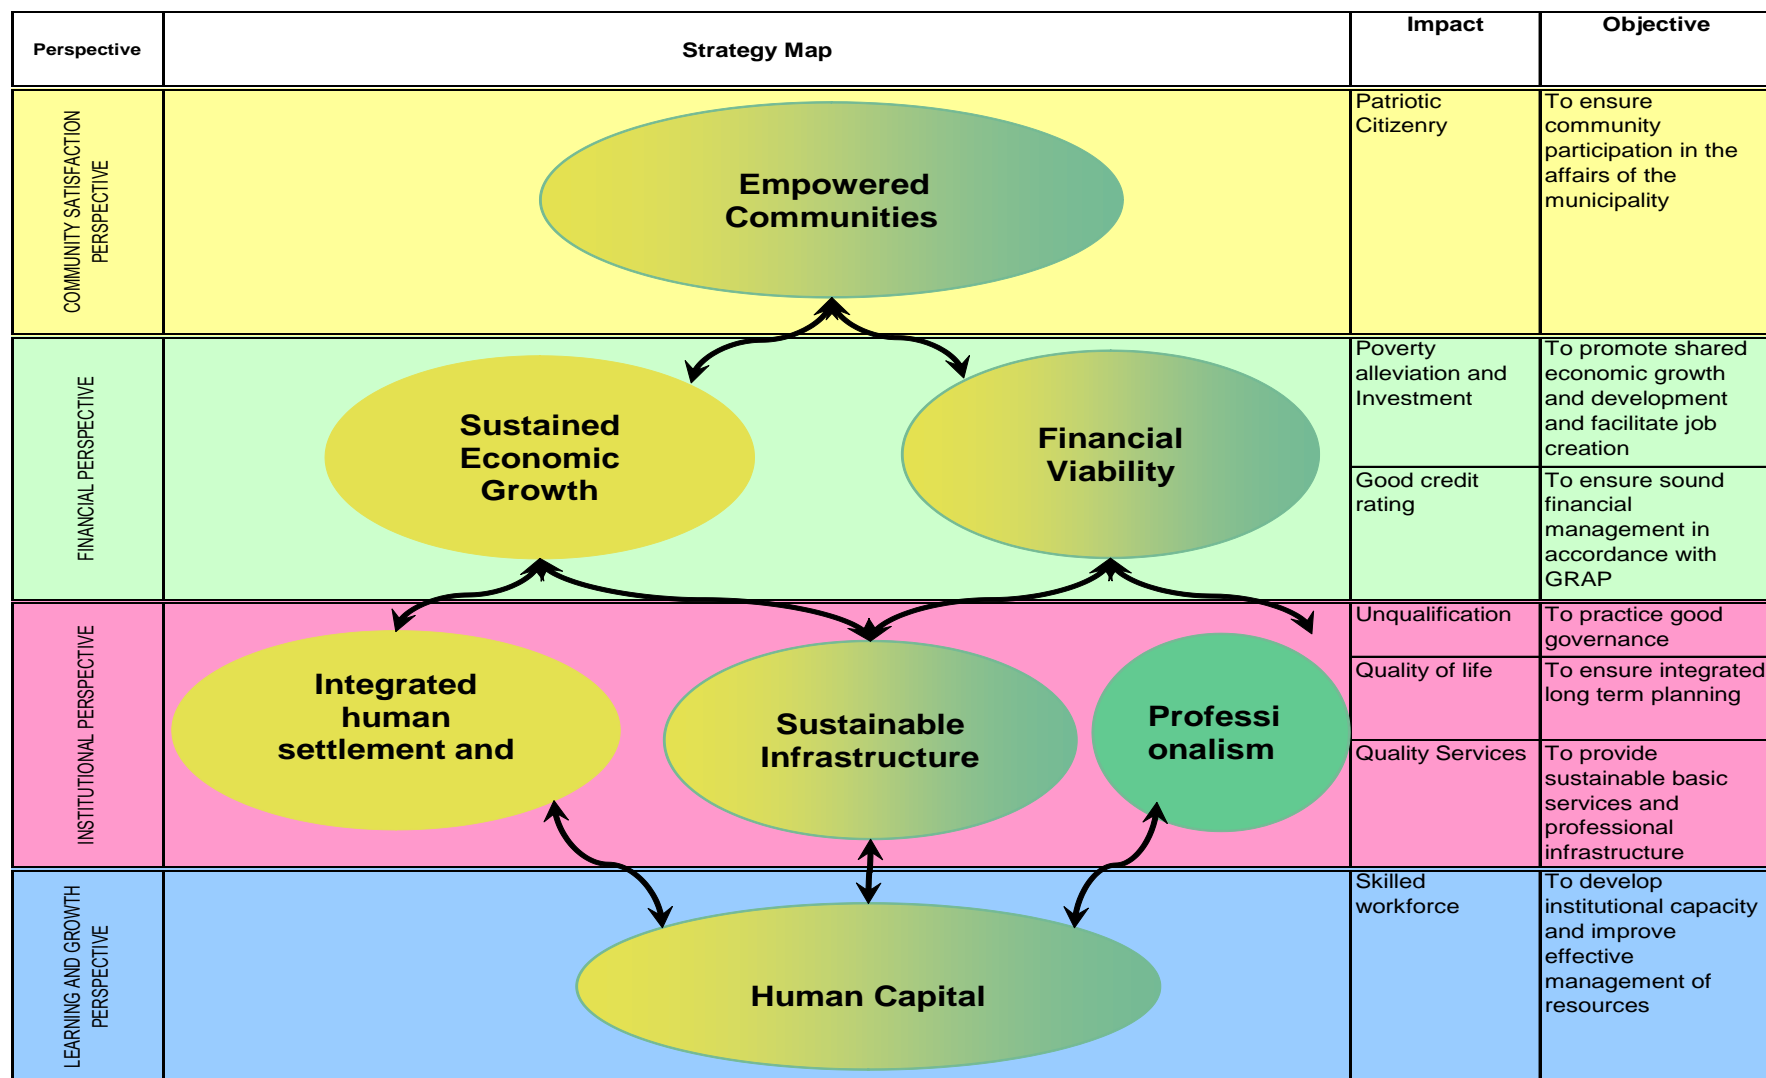 Perspective
Strategy Map
Impact
Objective
COMMUNITY SATISFACTION
PERSPECTIVE
Empowered
Communities
Patriotic
Citizenry
To ensure
community
participation in the
affairs of the
municipality
FINANCIAL PERSPECTIVE
Sustained
Economic
Growth
Financial
Viability
Poverty
alleviation and
Investment
To promote shared
economic growth
and development
and facilitate job
creation
Good credit
rating
To ensure sound
financial
management in
accordance with
GRAP
INSTITUTIONAL PERSPECTIVE
Integrated
human
settlement and
Sustainable
Infrastructure
Professi
onalism
Unqualification
To practice good
governance
Quality of life
To ensure integrated
long term planning
Quality Services
To provide
sustainable basic
services and
professional
infrastructure
LEARNING AND GROWTH
PERSPECTIVE
Human Capital
Skilled
workforce
To develop
institutional capacity
and improve
effective
management of
resources